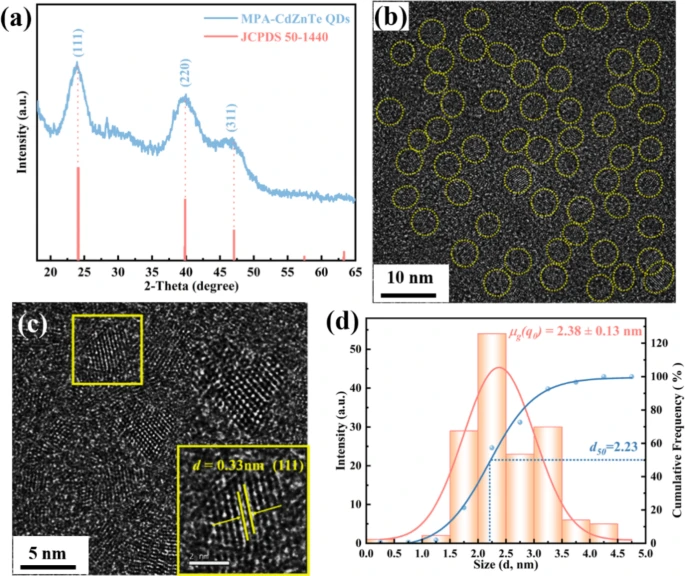 (a)
MPA-CdZnTe QDs
JCPDS 50-1440
(111)
(220)
(311)
Intensity (a.u.)
20 25 30 35 40 45 50 55 60 65
2-Theta (degree)
(b)
10 nm
(c)
d = 0.33nm (111)
2 nm
5 nm
(d)
μg(q0) = 2.38 ± 0.13 nm
d50=2.23
Intensity (a.u.)
50
40
30
20
10
0
Cumulative Frequency (%)
120
100
80
60
40
20
0
0.0 0.5 1.0 1.5 2.0 2.5 3.0 3.5 4.0 4.5 5.0
Size (d, nm)